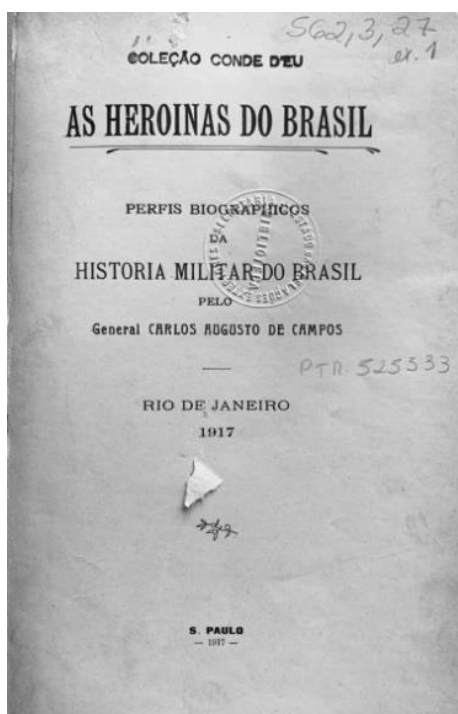 562,3,27
ex. 1
COLEÇÃO CONDE D'EU
AS HEROINAS DO BRASIL
PERFIS BIOGRAPHICOS
DA
HISTORIA MILITAR DO BRASIL
PELO
General CARLOS AUGUSTO DE CAMPOS
PTR 525533
RIO DE JANEIRO
1917
S. PAULO
— 1917 —